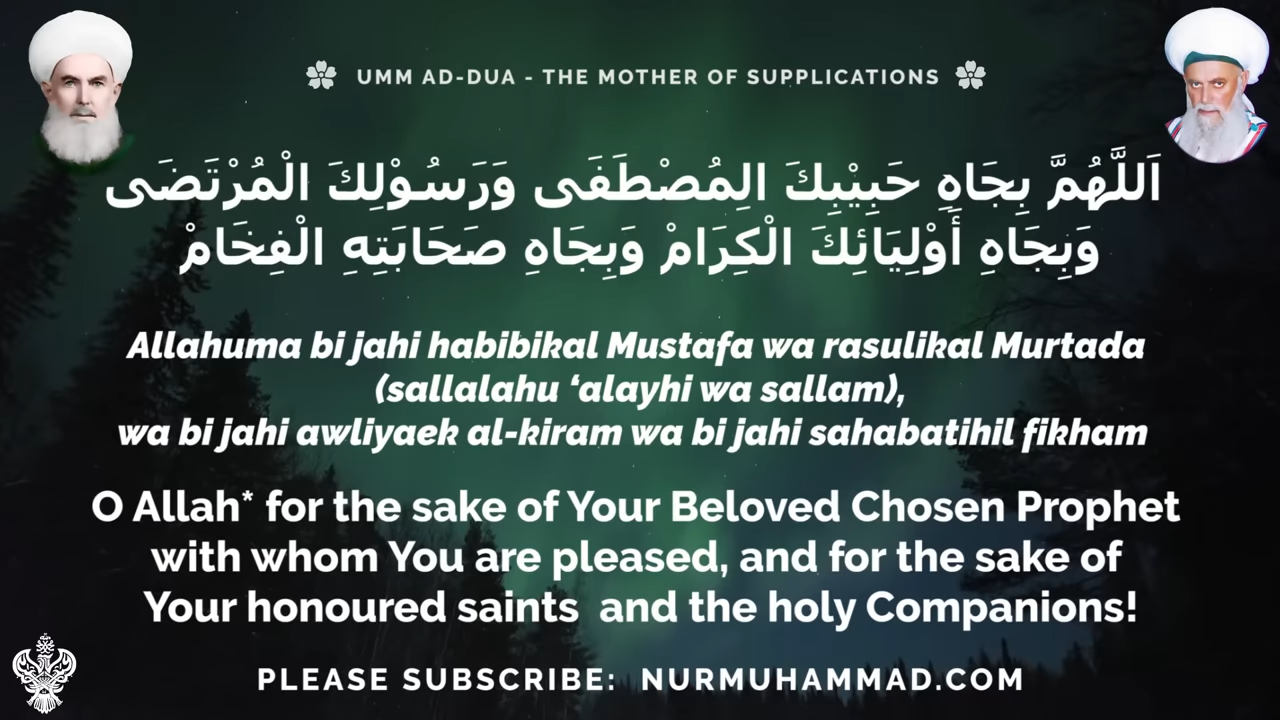 UMM AD-DUA - THE MOTHER OF SUPPLICATIONS
اَللَّهُمَّ بِجَاهِ حَبِيْبِكَ المُصْطَفَى وَرَسُوْلِكَ الْمُرْتَضَى
وَبِجَاهِ أَوْلِيَائِكَ الْكِرَامْ وَبِجَاهِ صَحَابَتِهِ الْفِخَامْ
Allahuma bi jahi habibikal Mustafa wa rasulikal Murtada
(sallalahu ‘alayhi wa sallam),
wa bi jahi awliyaek al-kiram wa bi jahi sahabatihil fikham
O Allah* for the sake of Your Beloved Chosen Prophet
with whom You are pleased, and for the sake of
Your honoured saints and the holy Companions!
PLEASE SUBSCRIBE: NURMUHAMMAD.COM